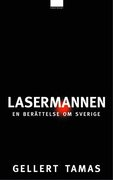 LASERMANNEN
EN BERÄTTELSE OM SVERIGE
GELLERT TAMAS